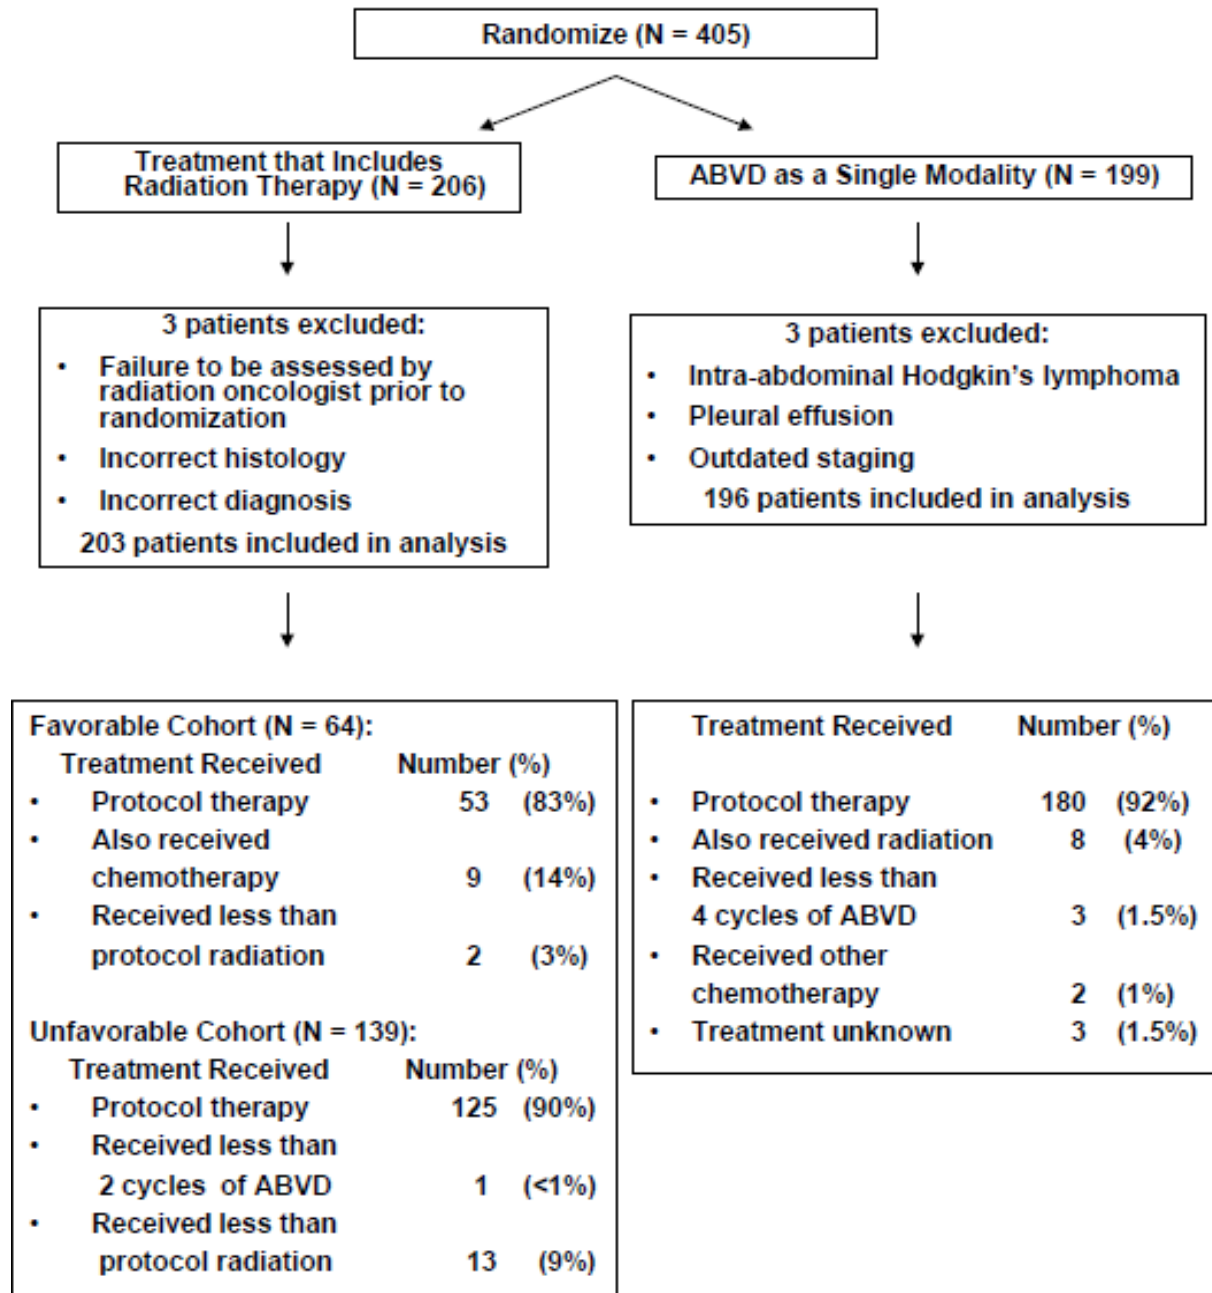 Randomize (N = 405)
Treatment that Includes
Radiation Therapy (N = 206)
ABVD as a Single Modality (N = 199)
3 patients excluded:
• Failure to be assessed by
radiation oncologist prior to
randomization
• Incorrect histology
• Incorrect diagnosis
203 patients included in analysis
3 patients excluded:
• Intra-abdominal Hodgkin's lymphoma
• Pleural effusion
• Outdated staging
196 patients included in analysis
Favorable Cohort (N = 64):
Treatment Received Number (%)
• Protocol therapy 53 (83%)
• Also received
chemotherapy 9 (14%)
• Received less than
protocol radiation 2 (3%)
Unfavorable Cohort (N = 139):
Treatment Received Number (%)
• Protocol therapy 125 (90%)
• Received less than
2 cycles of ABVD 1 (<1%)
• Received less than
protocol radiation 13 (9%)
Treatment Received Number (%)
• Protocol therapy 180 (92%)
• Also received radiation 8 (4%)
• Received less than
4 cycles of ABVD 3 (1.5%)
• Received other
chemotherapy 2 (1%)
• Treatment unknown 3 (1.5%)